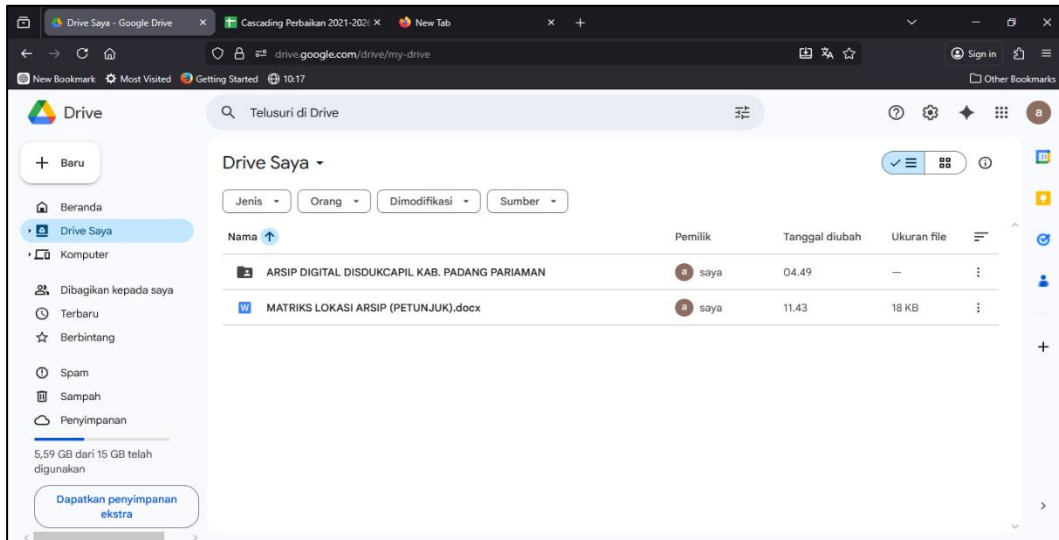 Drive Saya - Google Drive
Cascading Perbaikan 2021-202
New Tab
drive.google.com/drive/my-drive
Sign in
New Bookmark Most Visited Getting Started 10:17 Other Bookmarks
Drive
Telusuri di Drive
a
Baru
Drive Saya
Jenis Orang Dimodifikasi Sumber
Beranda
Drive Saya
Komputer
Dibagikan kepada saya
Terbaru
Berbintang
Spam
Sampah
Penyimpanan
5,59 GB dari 15 GB telah
digunakan
Dapatkan penyimpanan
ekstra
Nama Pemilik Tanggal diubah Ukuran file
ARSIP DIGITAL DISDUKCAPIL KAB. PADANG PARIAMAN a saya 04.49 —
W MATRIKS LOKASI ARSIP (PETUNJUK).docx a saya 11.43 18 KB